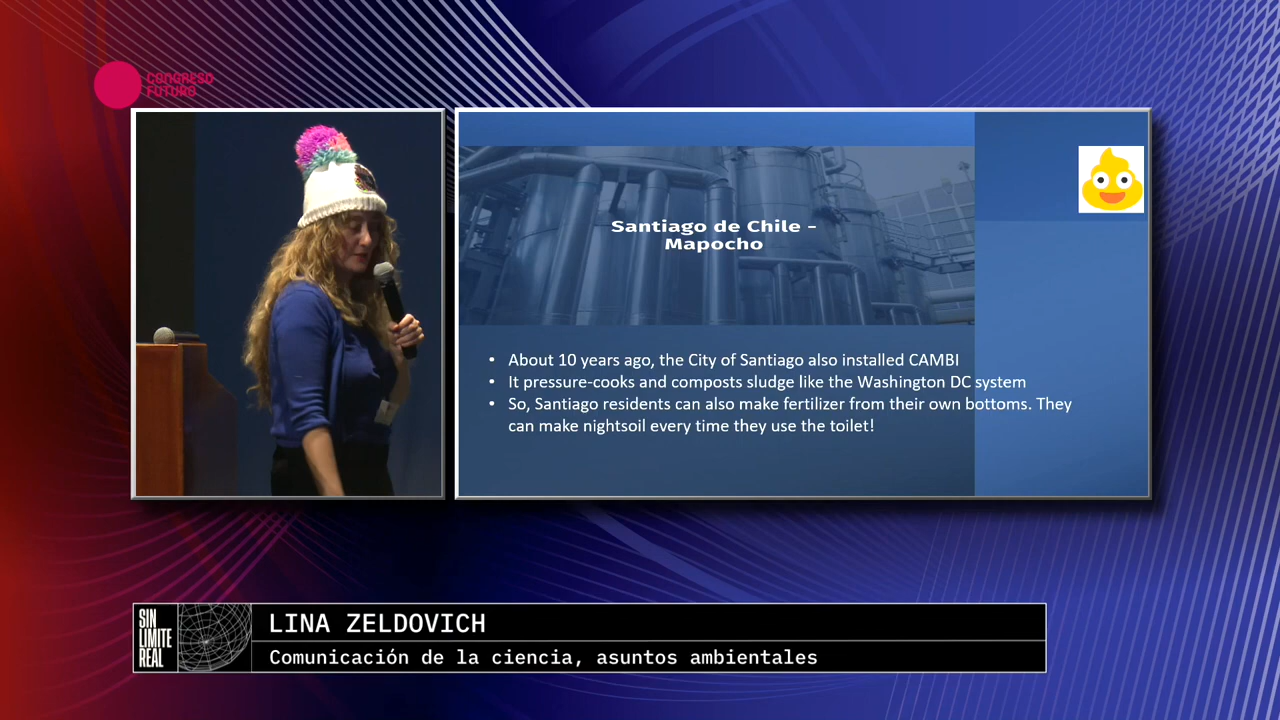 CONGRESO
FUTURO
Santiago de Chile –
Mapocho
• About 10 years ago, the City of Santiago also installed CAMBI
• It pressure-cooks and composts sludge like the Washington DC system
• So, Santiago residents can also make fertilizer from their own bottoms. They
can make nightsoil every time they use the toilet!
SIN
LIMITE
REAL
LINA ZELDOVICH
Comunicación de la ciencia, asuntos ambientales